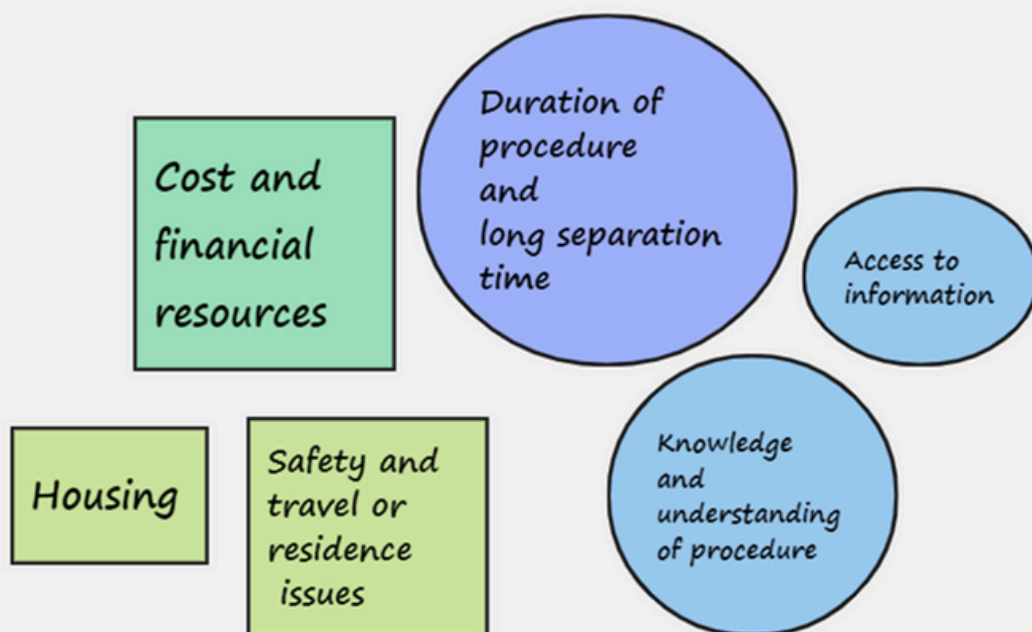 Cost and
financial
resources
Duration of
procedure
and
long separation
time
Access to
information
Housing
Safety and
travel or
residence
issues
Knowledge
and
understanding
of procedure